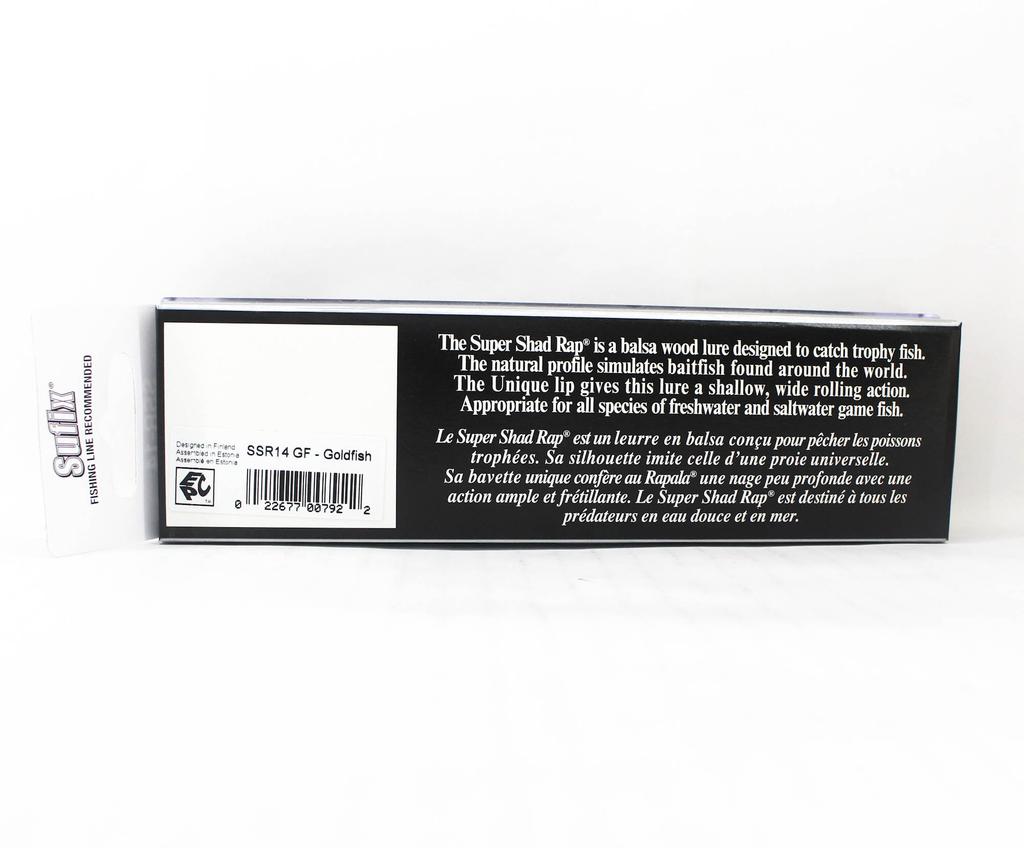 Sufix®
FISHING LINE RECOMMENDED
Designed in Finland
Assembled in Estonia
Assemblé en Estonie
SSR14 GF - Goldfish
EPC
0 22677 00792 2
The Super Shad Rap® is a balsa wood lure designed to catch trophy fish.
The natural profile simulates baitfish found around the world.
The Unique lip gives this lure a shallow, wide rolling action.
Appropriate for all species of freshwater and saltwater game fish.
Le Super Shad Rap® est un leurre en balsa conçu pour pêcher les poissons
trophées. Sa silhouette imite celle d'une proie universelle.
Sa bavette unique confère au Rapala® une nage peu profonde avec une
action ample et frétillante. Le Super Shad Rap® est destiné à tous les
prédateurs en eau douce et en mer.